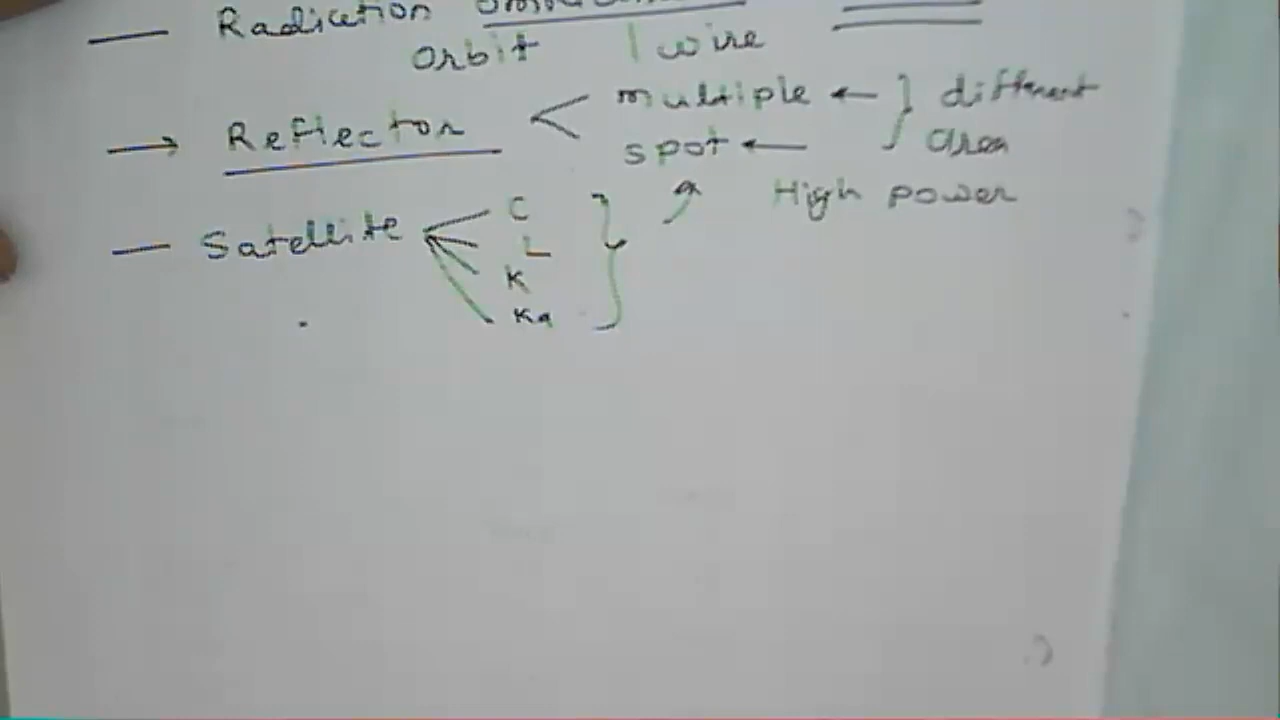 — Radiation
orbit | wire
→ Reflector < multiple ← } different
spot ← area
High power
— Satellite C
L
K
Ka